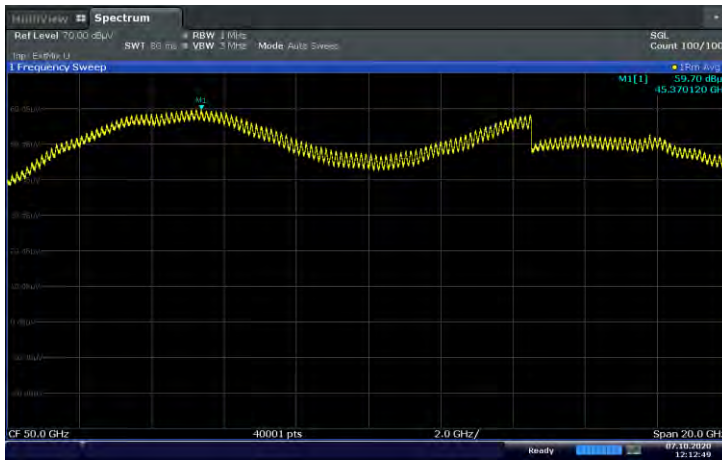 MultiView Spectrum
Ref Level 70.00 dBµV RBW 1 MHz SGL
SWT 80 ms VBW 3 MHz Mode Auto Sweep Count 100/100
Inp: ExtMix U
1 Frequency Sweep 1Rm Avg
M1[1] 59.70 dBµ
45.370120 GH
M1
CF 50.0 GHz 40001 pts 2.0 GHz/ Span 20.0 GH
Ready 07.10.2020
12:12:49